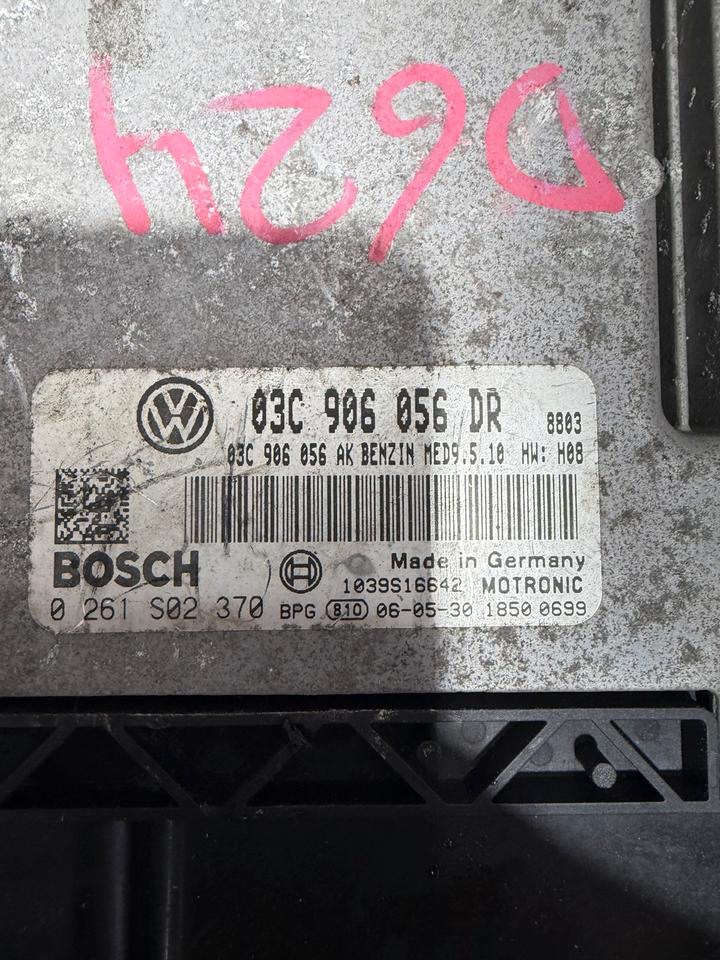 D624
03C 906 056 DR 8803
03C 906 056 AK BENZIN MED9.5.10 HW: H08
BOSCH Made in Germany
1039S16642 MOTRONIC
0 261 S02 370 BPG 810 06-05-30 1850 0699